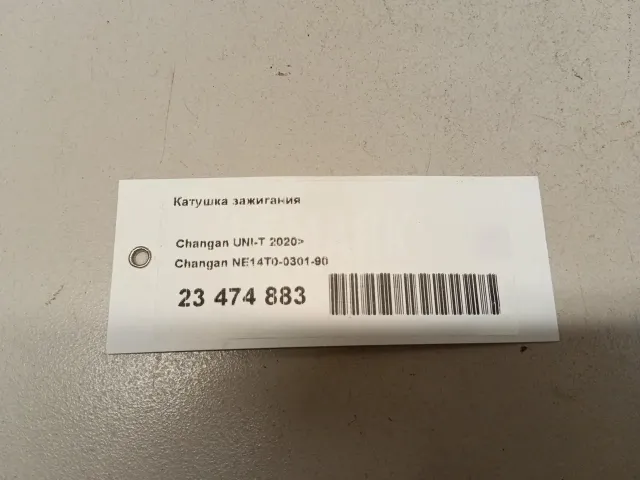 Катушка зажигания
Changan UNI-T 2020>
Changan NE14T0-0301-90
23 474 883